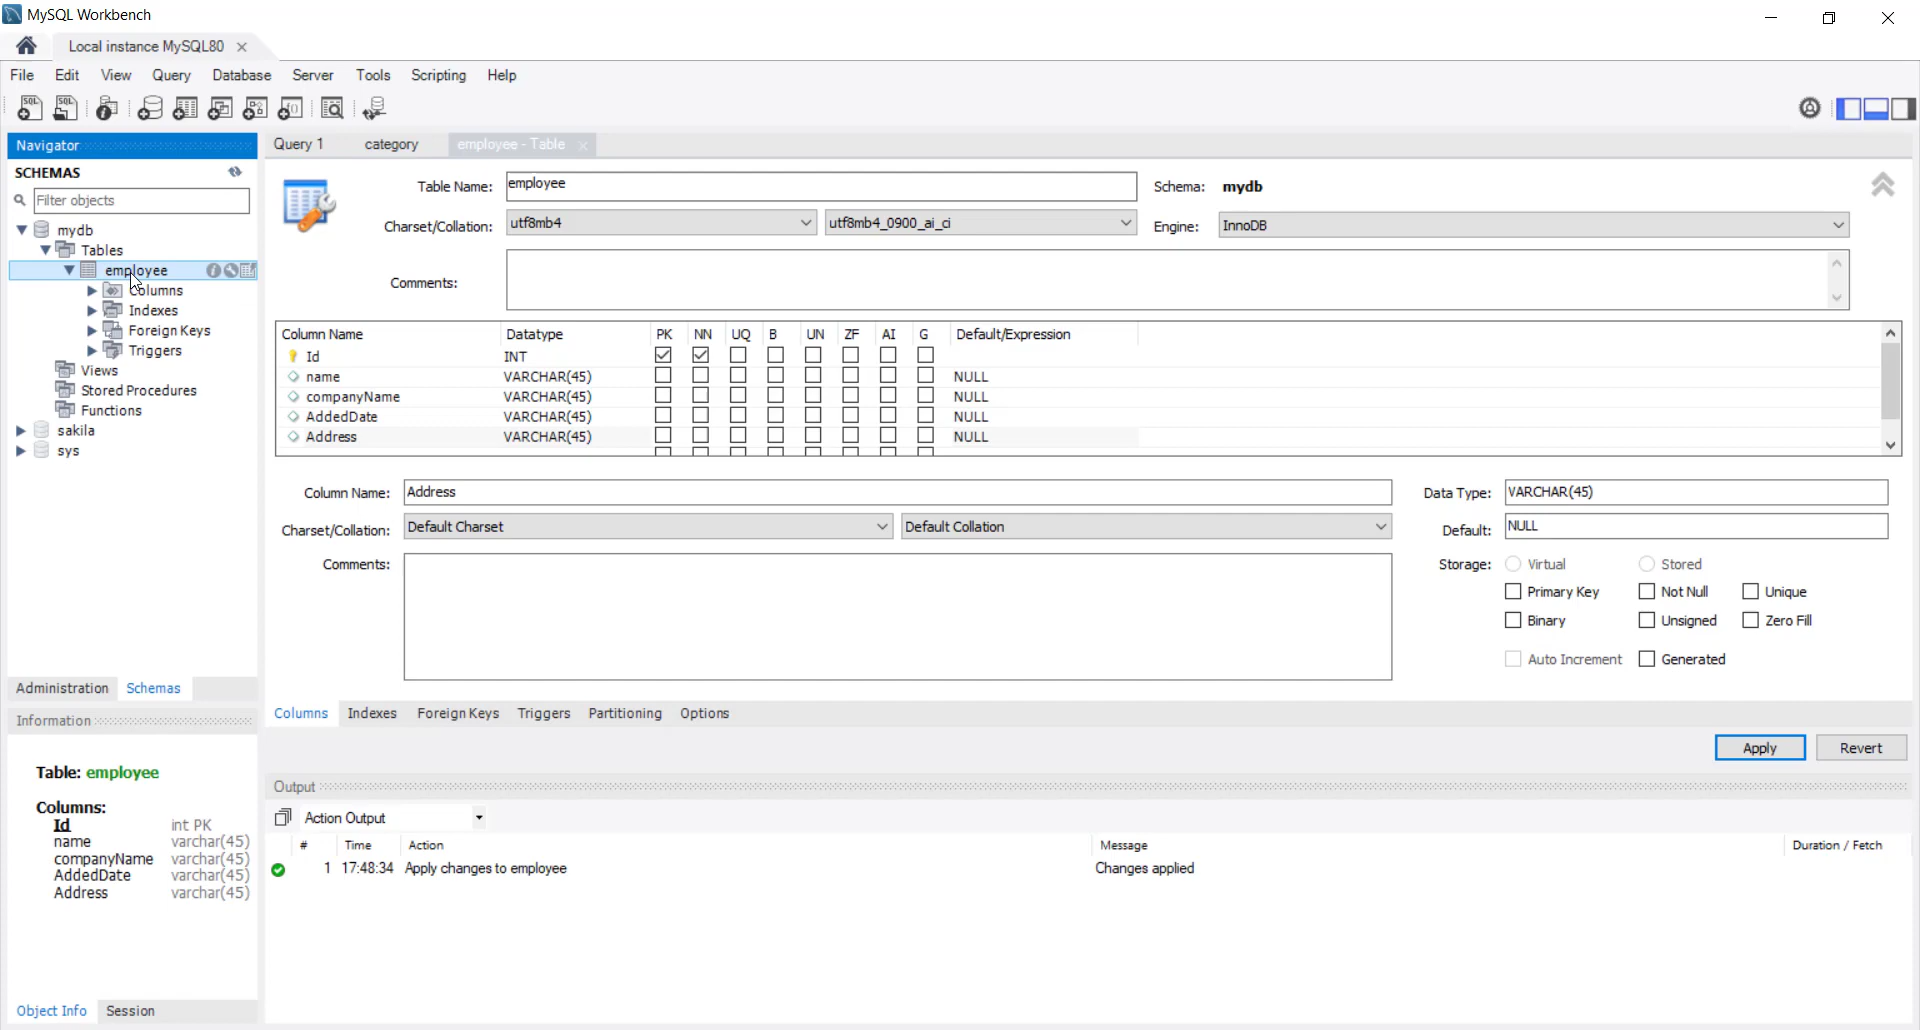 MySQL Workbench
Local instance MySQL80
File Edit View Query Database Server Tools Scripting Help
SQL SQL
Navigator
SCHEMAS
Filter objects
mydb
Tables
employee
Columns
Indexes
Foreign Keys
Triggers
Views
Stored Procedures
Functions
sakila
sys
Administration Schemas
Information
Table: employee
Columns:
Id int PK
name varchar(45)
companyName varchar(45)
AddedDate varchar(45)
Address varchar(45)
Object Info Session
Query 1 category employee - Table
Table Name: employee Schema: mydb
Charset/Collation: utf8mb4 utf8mb4_0900_ai_ci Engine: InnoDB
Comments:
Column Name Datatype PK NN UQ B UN ZF AI G Default/Expression
Id INT
name VARCHAR(45) NULL
companyName VARCHAR(45) NULL
AddedDate VARCHAR(45) NULL
Address VARCHAR(45) NULL
Column Name: Address Data Type: VARCHAR(45)
Charset/Collation: Default Charset Default Collation Default: NULL
Comments: Storage: Virtual Stored
Primary Key Not Null Unique
Binary Unsigned Zero Fill
Auto Increment Generated
Columns Indexes Foreign Keys Triggers Partitioning Options
Apply Revert
Output
Action Output
# Time Action Message Duration / Fetch
1 17:48:34 Apply changes to employee Changes applied